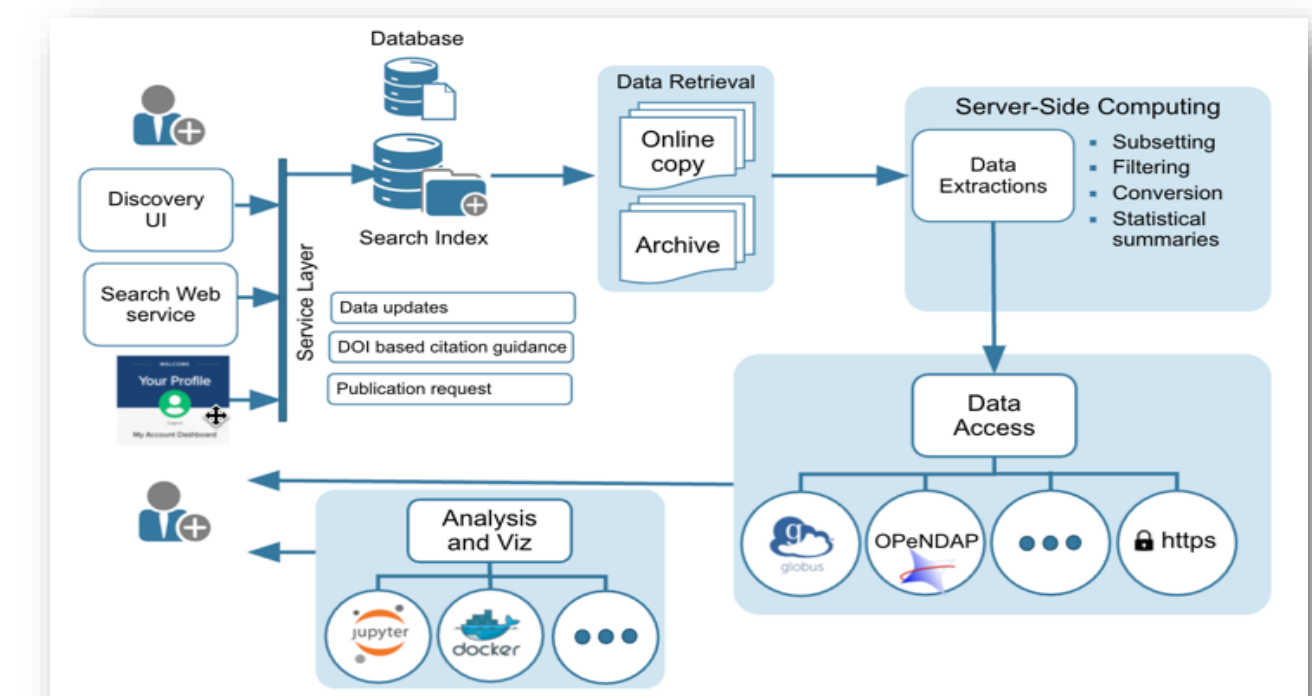 Database
Data Retrieval
Online
copy
Archive
Server-Side Computing
Data
Extractions
Subsetting
Filtering
Conversion
Statistical
summaries
Discovery
UI
Search Web
service
Service Layer
Search Index
Data updates
DOI based citation guidance
Publication request
WELCOME
Your Profile
My Account Dashboard
Data
Access
globus
OPeNDAP
https
Analysis
and Viz
jupyter
docker